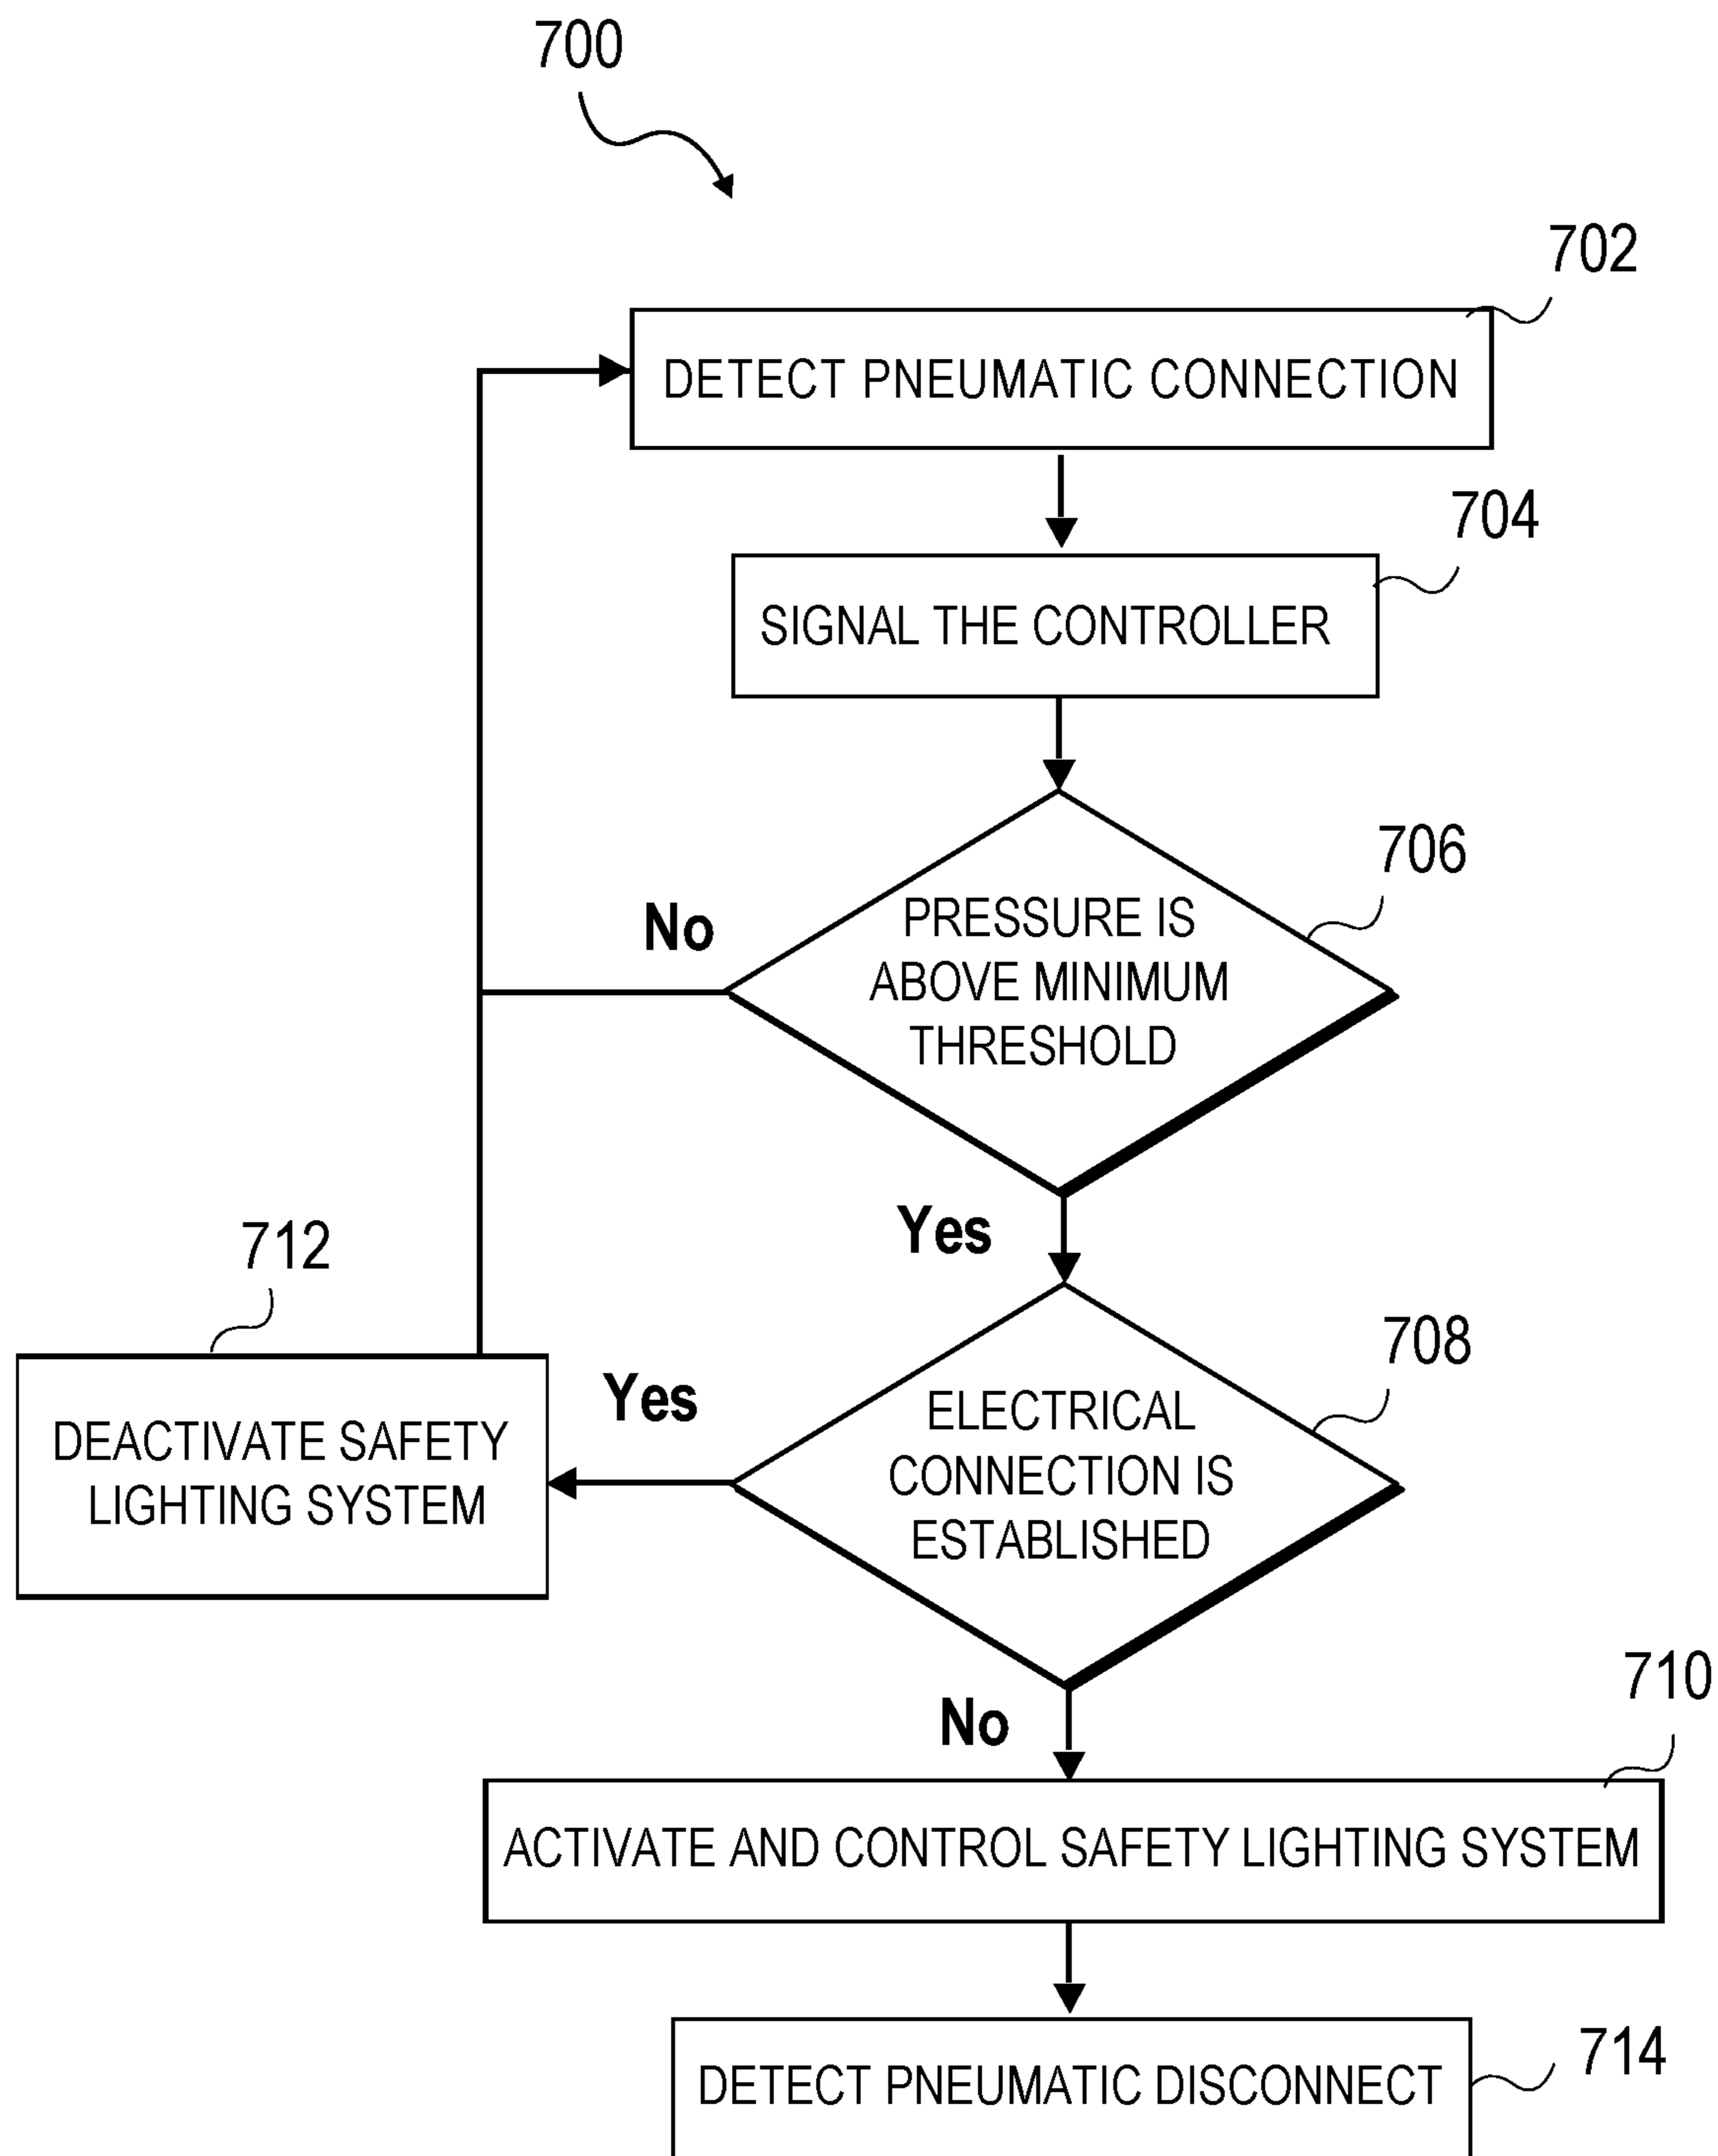 700
702
DETECT PNEUMATIC CONNECTION
704
SIGNAL THE CONTROLLER
706
PRESSURE IS
ABOVE MINIMUM
THRESHOLD
No
Yes
712
708
DEACTIVATE SAFETY
LIGHTING SYSTEM
Yes
ELECTRICAL
CONNECTION IS
ESTABLISHED
710
No
ACTIVATE AND CONTROL SAFETY LIGHTING SYSTEM
714
DETECT PNEUMATIC DISCONNECT